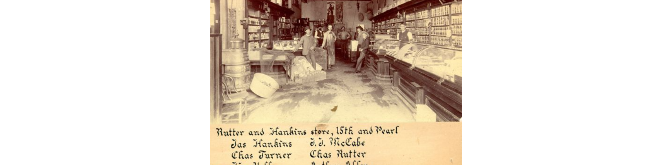 Rutter and Hankins store, 15th and Pearl
Jas Hankins J. J. McCabe
Chas Turner Chas Rutter